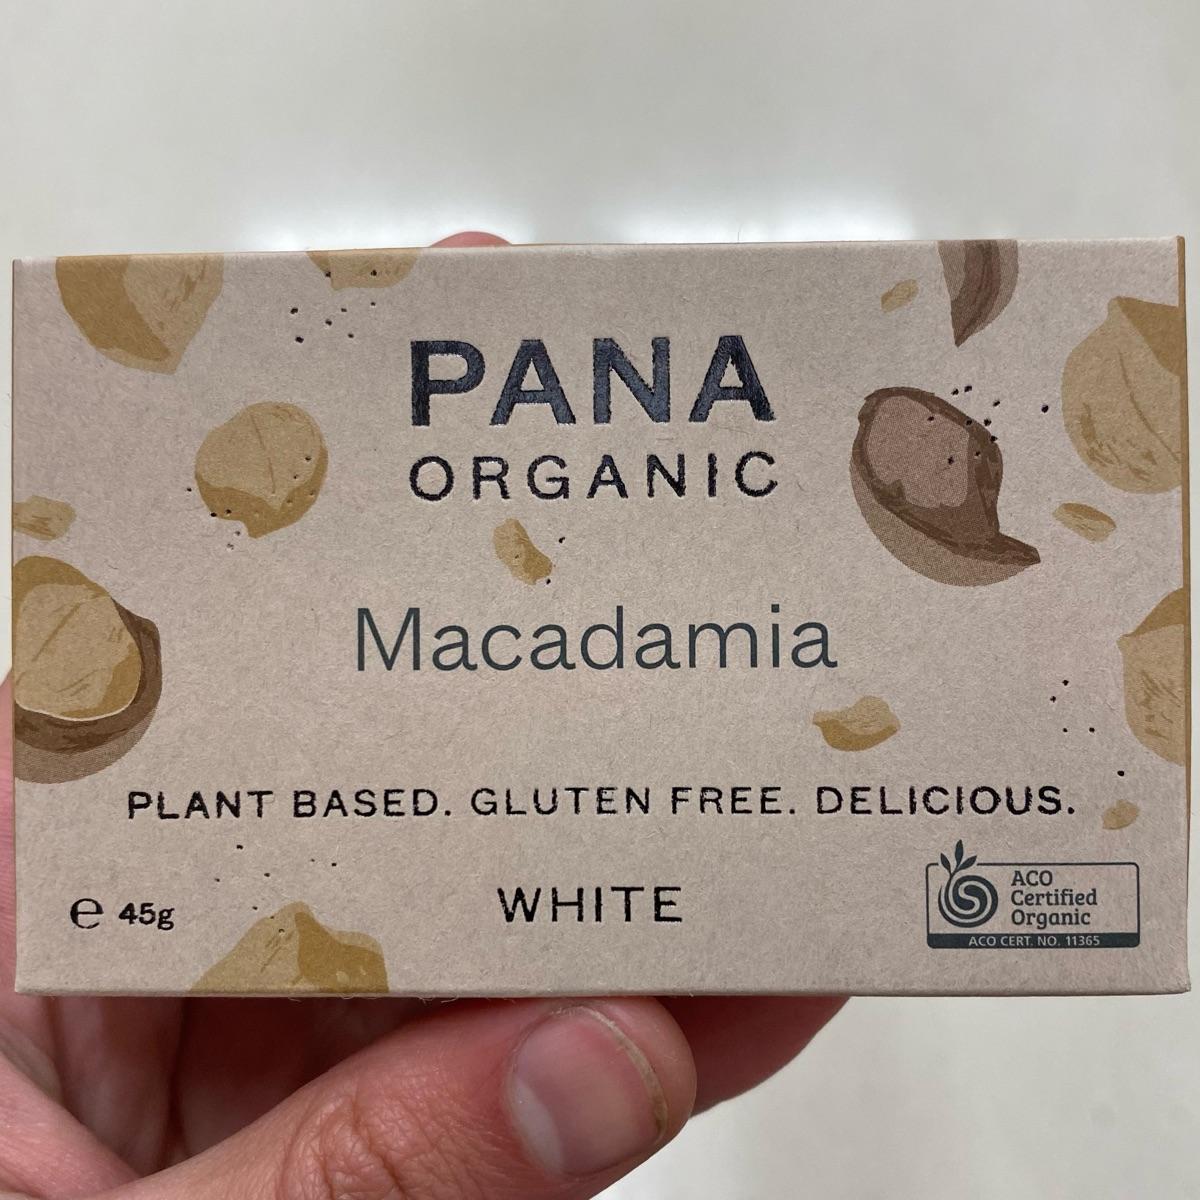 PANA
ORGANIC
Macadamia
PLANT BASED. GLUTEN FREE. DELICIOUS.
℮ 45g
WHITE
ACO
Certified
Organic
ACO CERT. NO. 11365